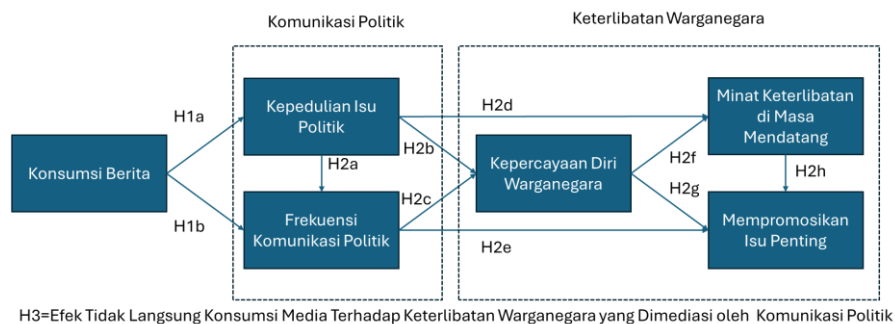 Komunikasi Politik
Keterlibatan Warganegara
Konsumsi Berita
H1a
H1b
Kepedulian Isu
Politik
H2a
Frekuensi
Komunikasi Politik
H2d
H2b
H2c
H2e
Kepercayaan Diri
Warganegara
H2f
H2g
Minat Keterlibatan
di Masa
Mendatang
H2h
Mempromosikan
Isu Penting
H3=Efek Tidak Langsung Konsumsi Media Terhadap Keterlibatan Warganegara yang Dimediasi oleh Komunikasi Politik